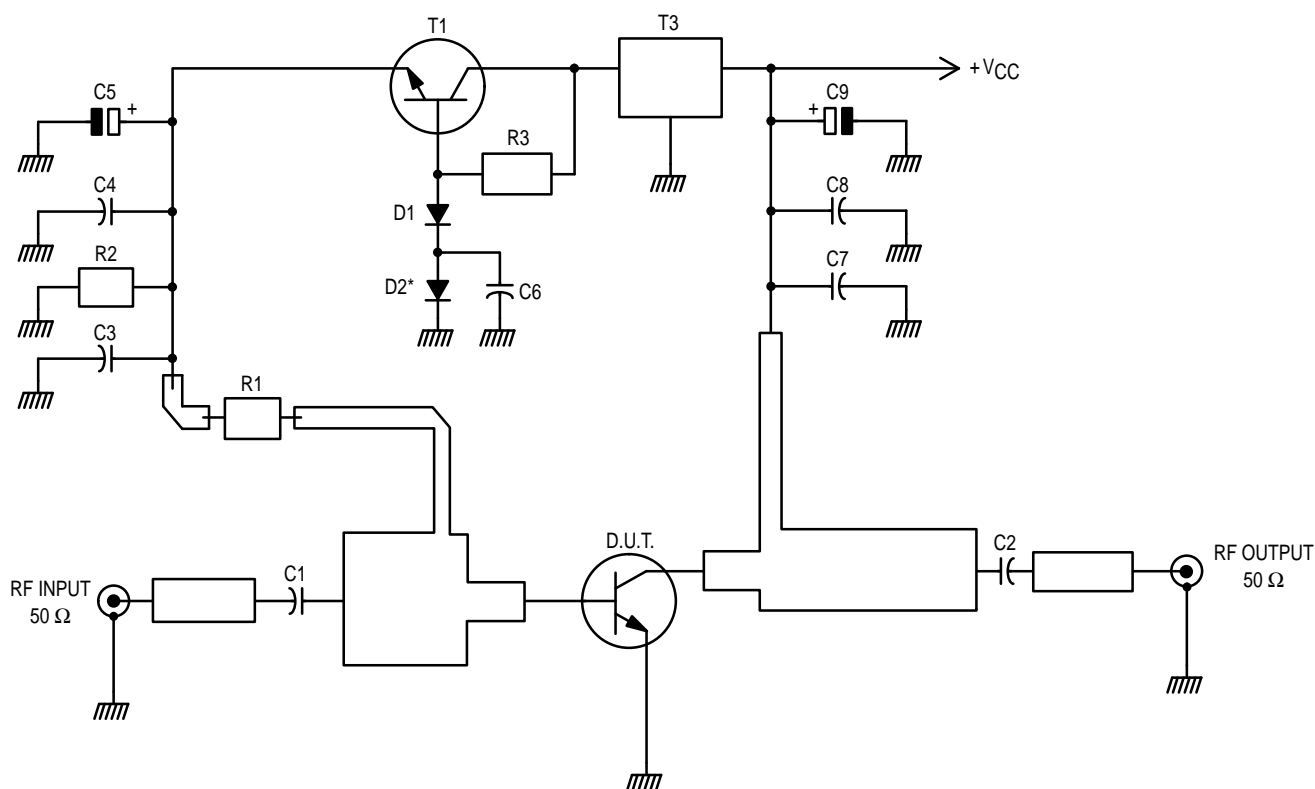 T1
T3
+ VCC
C5
+
C9
+
R3
C4
C8
D1
R2
C7
D2*
C6
C3
R1
D.U.T.
C2
RF OUTPUT
50 Ω
C1
RF INPUT
50 Ω